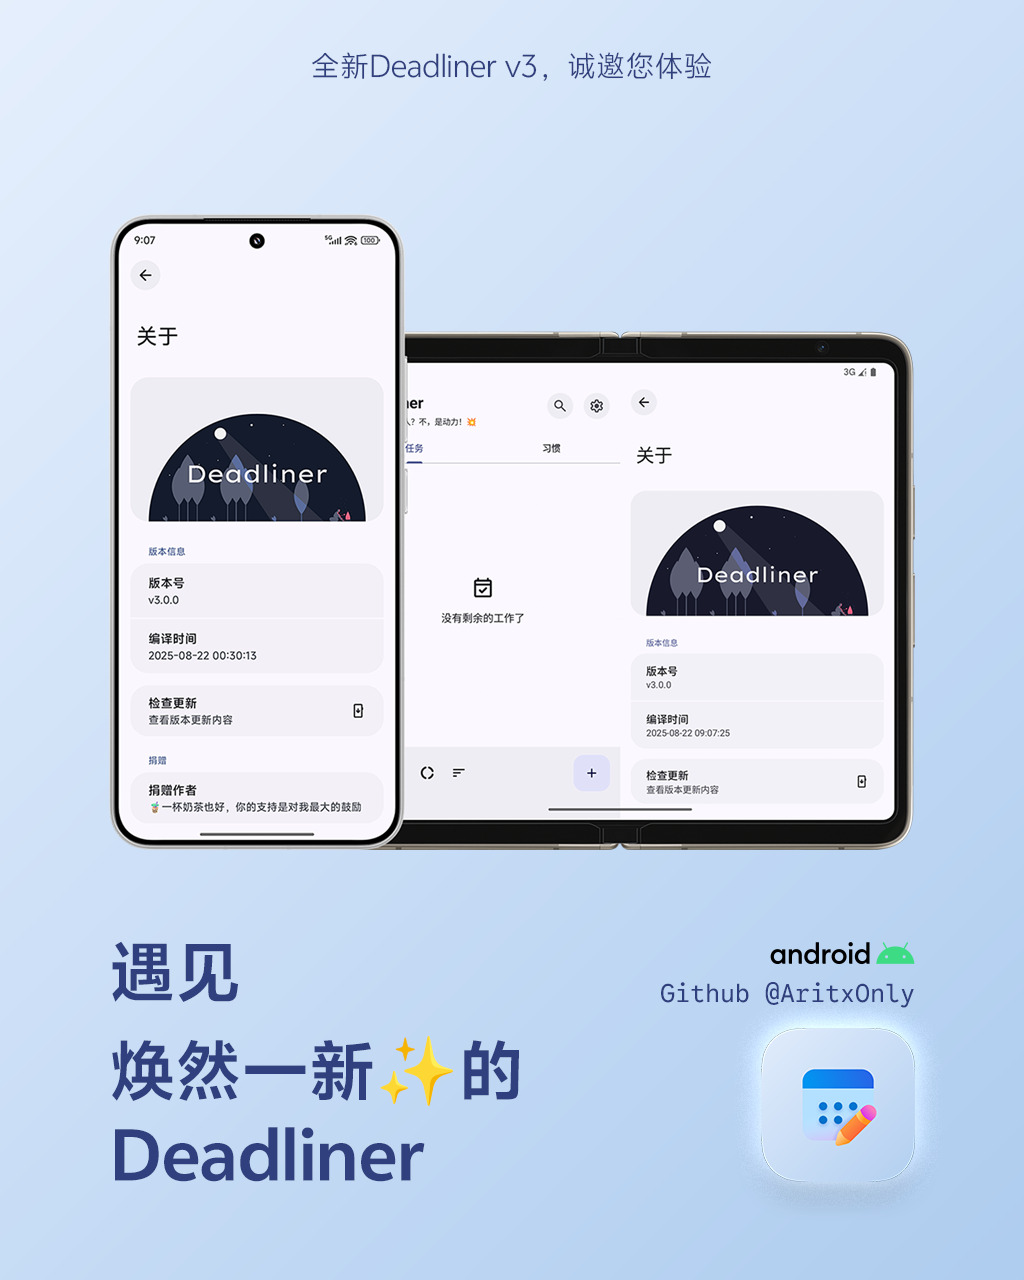 全新Deadliner v3，诚邀您体验
9:07
5G
100
关于
Deadliner
版本信息
版本号
v3.0.0
编译时间
2025-08-22 00:30:13
检查更新
查看版本更新内容
捐赠
捐赠作者
🧋一杯奶茶也好，你的支持是对我最大的鼓励
ner
？不，是动力！💥
任务
习惯
没有剩余的工作了
3G
关于
Deadliner
版本信息
版本号
v3.0.0
编译时间
2025-08-22 09:07:25
检查更新
查看版本更新内容
遇见
焕然一新✨的
Deadliner
android
Github @AritxOnly